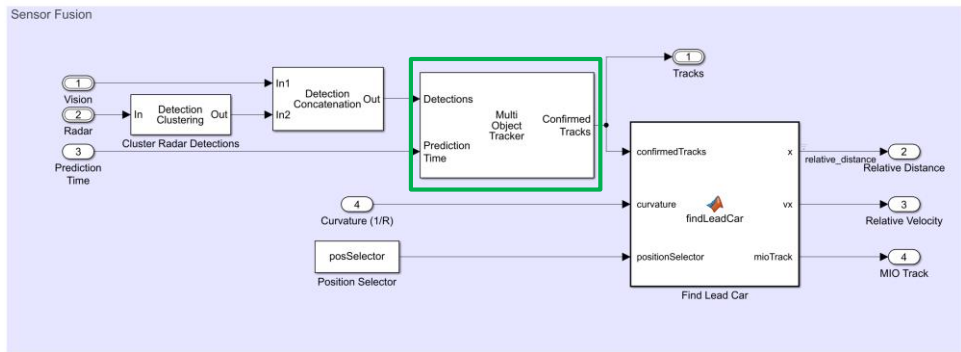 Sensor Fusion
1
Vision
2
Radar
3
Prediction
Time
In
Detection
Clustering
Out
Cluster Radar Detections
In1
In2
Detection
Concatenation
Out
Detections
Prediction
Time
Multi
Object
Tracker
Confirmed
Tracks
1
Tracks
4
Curvature (1/R)
posSelector
Position Selector
confirmedTracks
curvature
positionSelector
findLeadCar
x
vx
mioTrack
Find Lead Car
relative_distance
2
Relative Distance
3
Relative Velocity
4
MIO Track